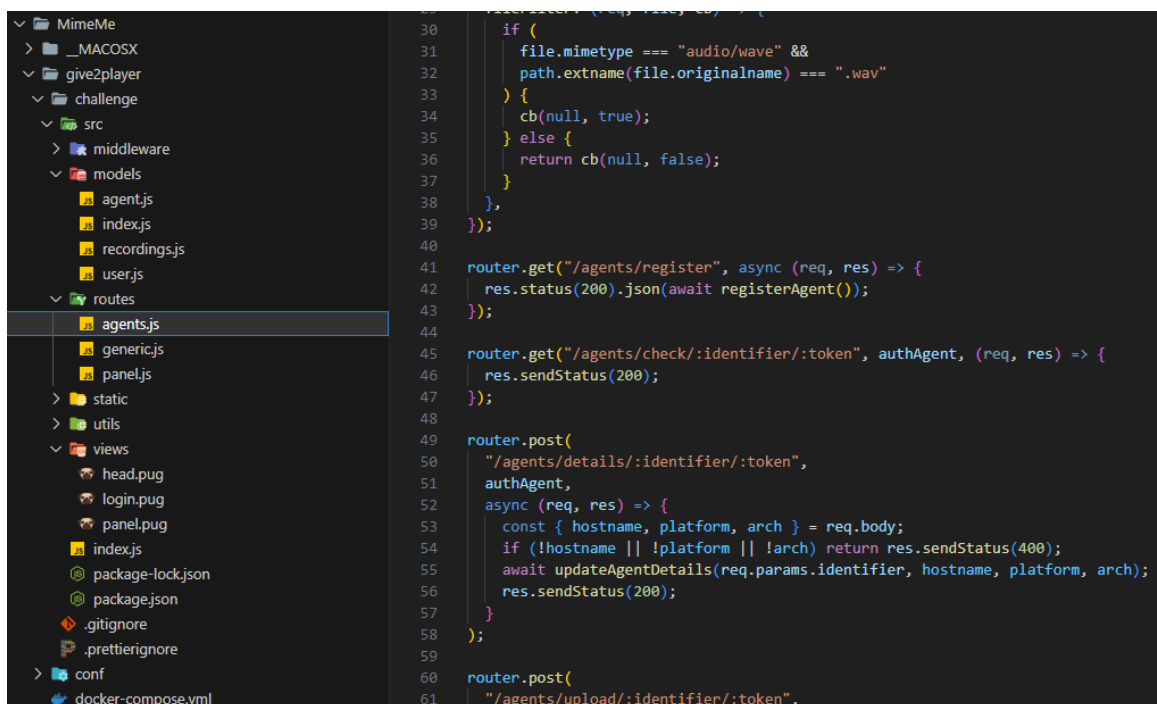 MimeMe
__MACOSX
give2player
challenge
src
middleware
models
agent.js
index.js
recordings.js
user.js
routes
agents.js
generic.js
panel.js
static
utils
views
head.pug
login.pug
panel.pug
index.js
package-lock.json
package.json
.gitignore
.prettierignore
conf
docker-compose.yml
30 if (
31 file.mimetype === "audio/wave" &&
32 path.extname(file.originalname) === ".wav"
33 ) {
34 cb(null, true);
35 } else {
36 return cb(null, false);
37 }
38 },
39 });
40
41 router.get("/agents/register", async (req, res) => {
42 res.status(200).json(await registerAgent());
43 });
44
45 router.get("/agents/check/:identifier/:token", authAgent, (req, res) => {
46 res.sendStatus(200);
47 });
48
49 router.post(
50 "/agents/details/:identifier/:token",
51 authAgent,
52 async (req, res) => {
53 const { hostname, platform, arch } = req.body;
54 if (!hostname || !platform || !arch) return res.sendStatus(400);
55 await updateAgentDetails(req.params.identifier, hostname, platform, arch);
56 res.sendStatus(200);
57 }
58 );
59
60 router.post(
61 "/agents/upload/:identifier/:token",